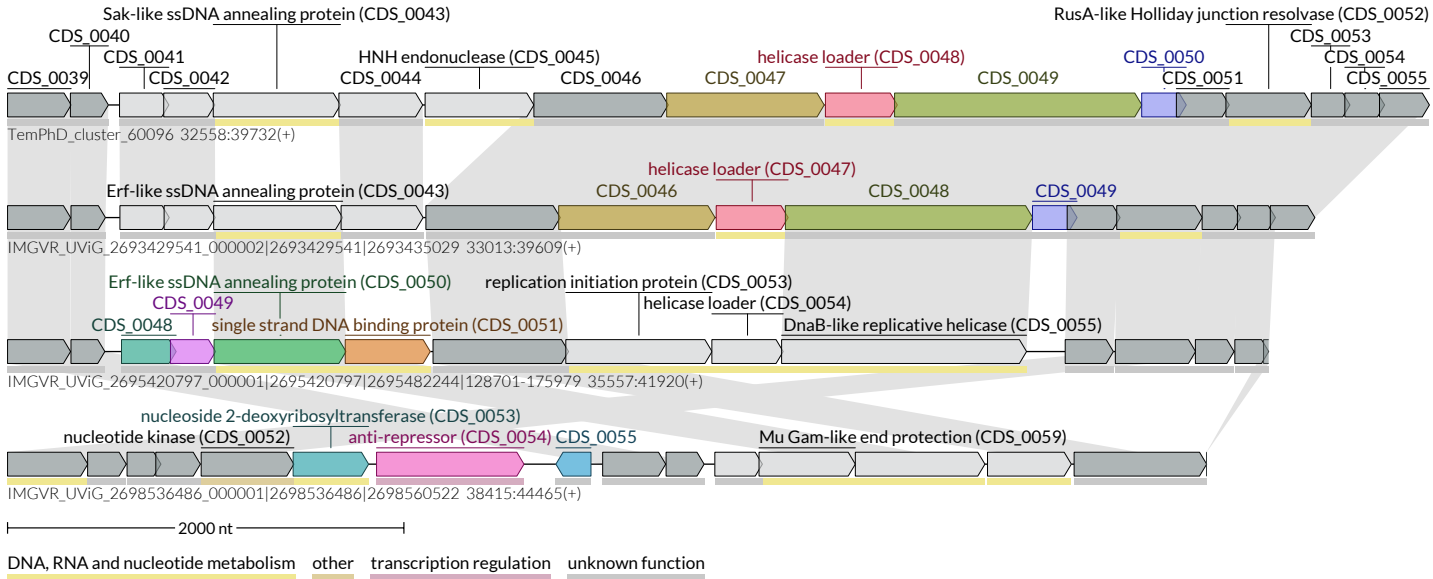 Sak-like ssDNA annealing protein (CDS_0043) RusA-like Holliday junction resolvase (CDS_0052)
CDS_0040 CDS_0053
CDS_0041 HNH endonuclease (CDS_0045) helicase loader (CDS_0048) CDS_0050 CDS_0054
CDS_0039 CDS_0042 CDS_0044 CDS_0046 CDS_0047 CDS_0049 CDS_0051 CDS_0055
TemPhD_cluster_60096 32558:39732(+)
helicase loader (CDS_0047)
Erf-like ssDNA annealing protein (CDS_0043) CDS_0046 CDS_0048 CDS_0049
IMGVR_UViG_2693429541_000002|2693429541|2693435029 33013:39609(+)
Erf-like ssDNA annealing protein (CDS_0050) replication initiation protein (CDS_0053)
CDS_0049 helicase loader (CDS_0054)
CDS_0048 single strand DNA binding protein (CDS_0051) DnaB-like replicative helicase (CDS_0055)
IMGVR_UViG_2695420797_000001|2695420797|2695482244|128701-175979 35557:41920(+)
nucleoside 2-deoxyribosyltransferase (CDS_0053)
nucleotide kinase (CDS_0052) anti-repressor (CDS_0054) CDS_0055 Mu Gam-like end protection (CDS_0059)
IMGVR_UViG_2698536486_000001|2698536486|2698560522 38415:44465(+)
2000 nt
DNA, RNA and nucleotide metabolism other transcription regulation unknown function